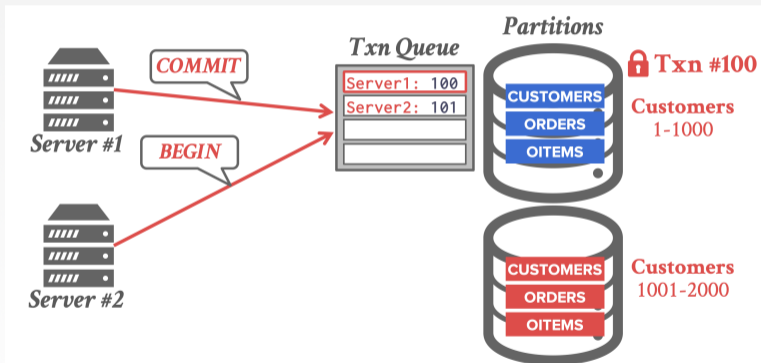 Partitions
Txn Queue
COMMIT
Server1: 100
Server2: 101
Server #1
BEGIN
Server #2
CUSTOMERS
ORDERS
OITEMS
Txn #100
Customers
1-1000
CUSTOMERS
ORDERS
OITEMS
Customers
1001-2000